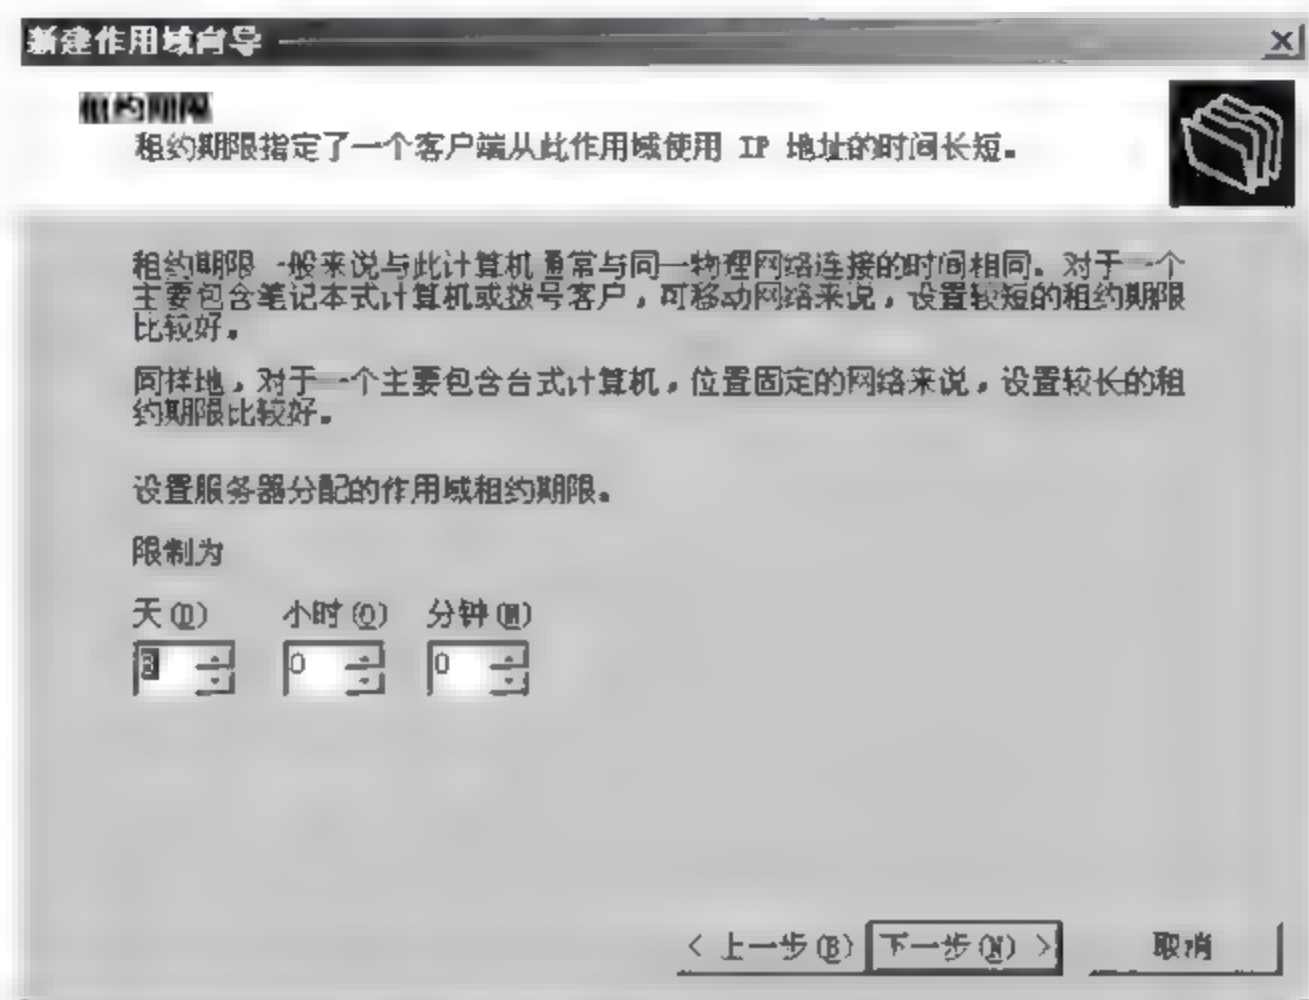 新建作用域向导
租约期限
租约期限指定了一个客户端从此作用域使用 IP 地址的时间长短。
租约期限一般来说与此计算机通常与同一物理网络连接的时间相同。对于一个
主要包含笔记本式计算机或拨号客户，可移动网络来说，设置较短的租约期限
比较好。
同样地，对于一个主要包含台式计算机，位置固定的网络来说，设置较长的租
约期限比较好。
设置服务器分配的作用域租约期限。
限制为
天(D) 小时(O) 分钟(M)
8 0 0
< 上一步(B) 下一步(N) > 取消